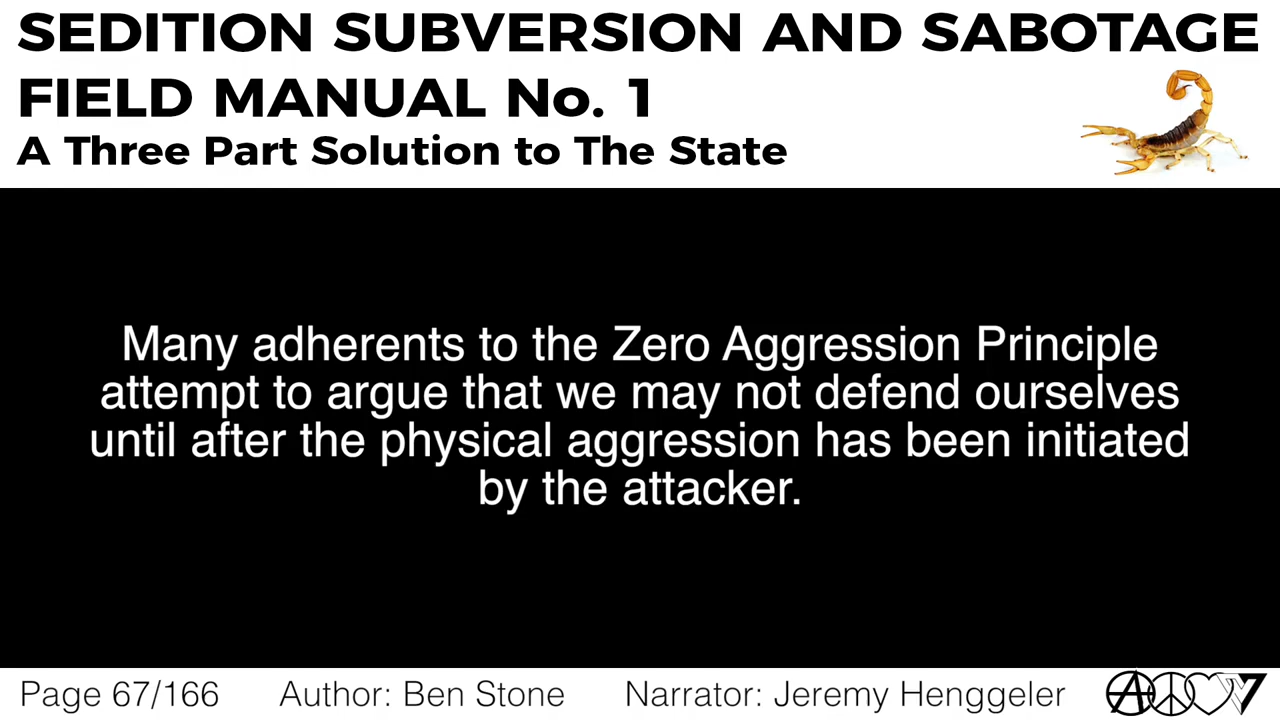 SEDITION SUBVERSION AND SABOTAGE
FIELD MANUAL No. 1
A Three Part Solution to The State
Many adherents to the Zero Aggression Principle
attempt to argue that we may not defend ourselves
until after the physical aggression has been initiated
by the attacker.
Page 67/166 Author: Ben Stone Narrator: Jeremy Henggeler